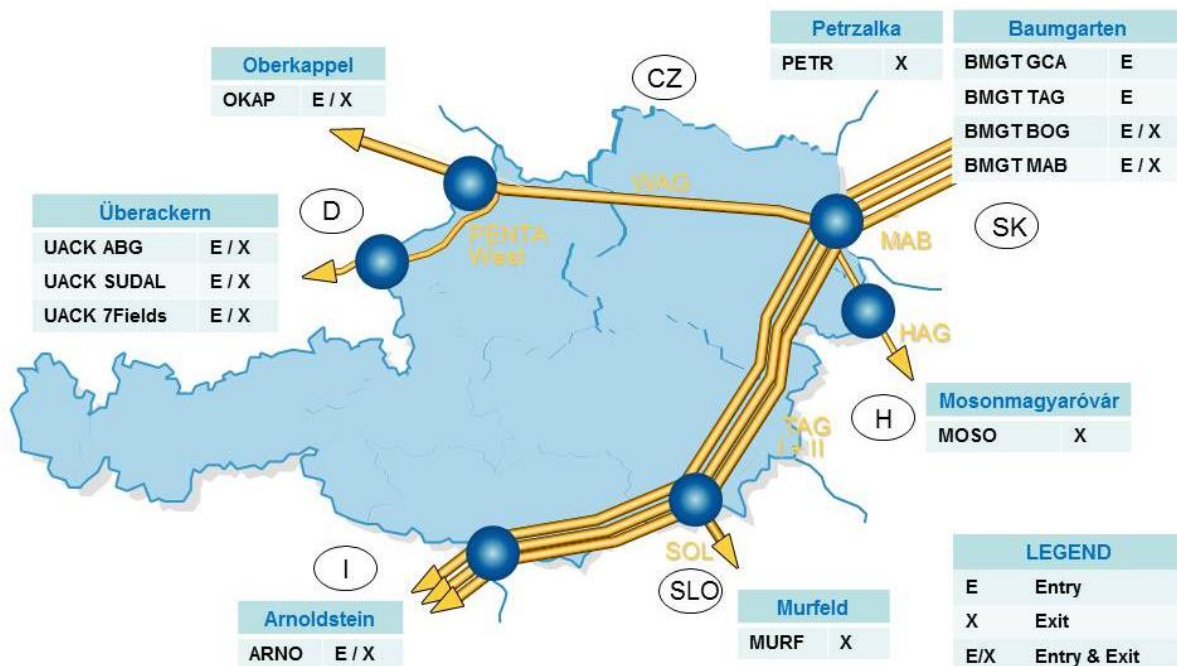 Petrzalka
PETR X
Baumgarten
BMGT GCA E
BMGT TAG E
BMGT BOG E / X
BMGT MAB E / X
Oberkappel
OKAP E / X
CZ
WAG
D
Überackern
UACK ABG E / X
UACK SUDAL E / X
UACK 7Fields E / X
PENTA
West
MAB
SK
HAG
H
Mosonmagyaróvár
MOSO X
TAG
I + II
SOL
SLO
I
Arnoldstein
ARNO E / X
Murfeld
MURF X
LEGEND
E Entry
X Exit
E/X Entry & Exit